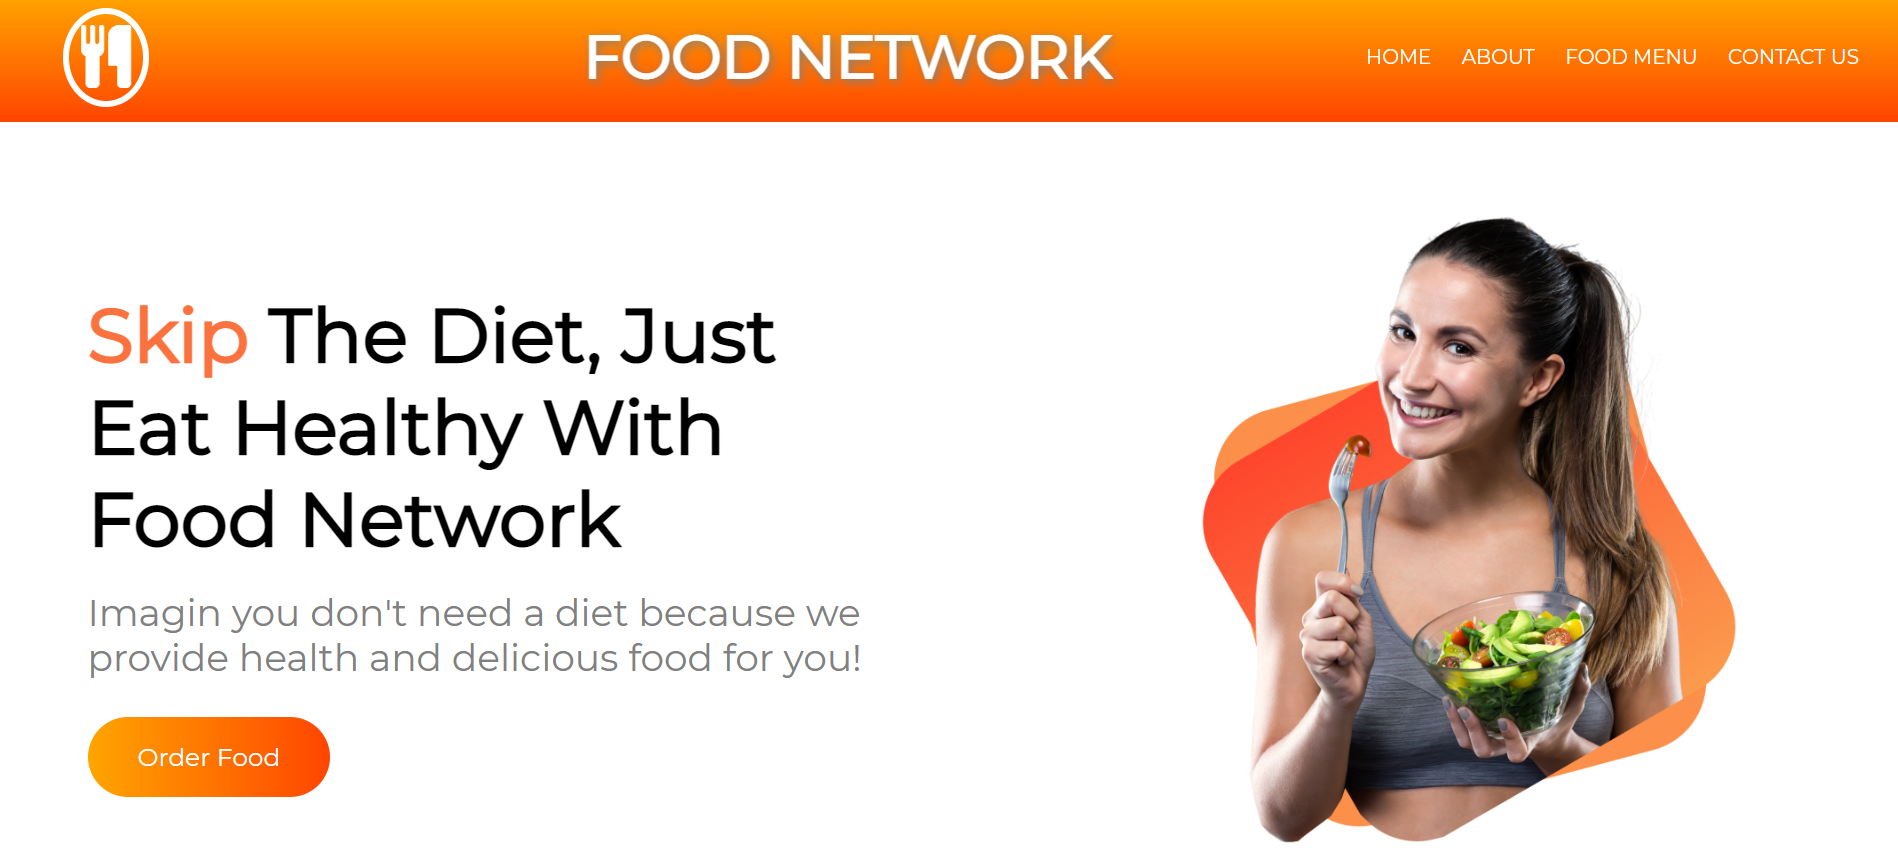 FOOD NETWORK
HOME ABOUT FOOD MENU CONTACT US
Skip The Diet, Just
Eat Healthy With
Food Network
Imagin you don't need a diet because we
provide health and delicious food for you!
Order Food